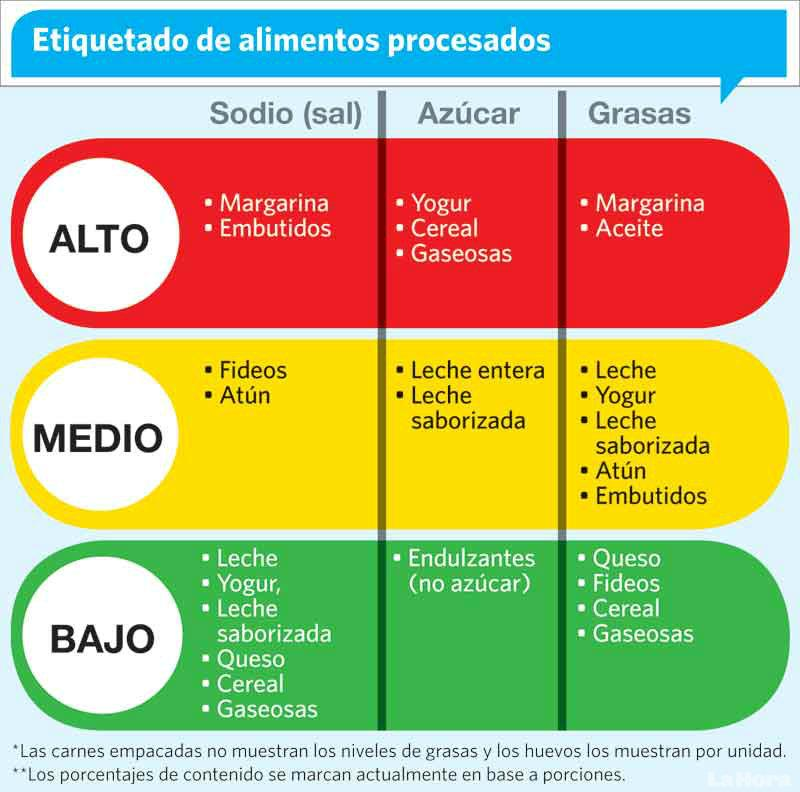 Etiquetado de alimentos procesados
Sodio (sal)
Azúcar
Grasas
ALTO
▪ Margarina
▪ Embutidos
▪ Yogur
▪ Cereal
▪ Gaseosas
▪ Margarina
▪ Aceite
MEDIO
▪ Fideos
▪ Atún
▪ Leche entera
▪ Leche
saborizada
▪ Leche
▪ Yogur
▪ Leche
saborizada
▪ Atún
▪ Embutidos
BAJO
▪ Leche
▪ Yogur,
▪ Leche
saborizada
▪ Queso
▪ Cereal
▪ Gaseosas
▪ Endulzantes
(no azúcar)
▪ Queso
▪ Fideos
▪ Cereal
▪ Gaseosas
*Las carnes empacadas no muestran los niveles de grasas y los huevos los muestran por unidad.
**Los porcentajes de contenido se marcan actualmente en base a porciones.
LaHora